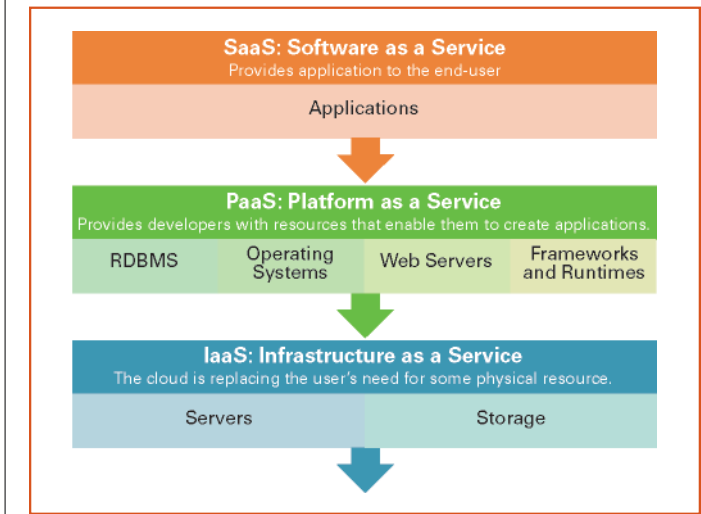 SaaS: Software as a Service
Provides application to the end-user
Applications
PaaS: Platform as a Service
Provides developers with resources that enable them to create applications.
RDBMS
Operating
Systems
Web Servers
Frameworks
and Runtimes
IaaS: Infrastructure as a Service
The cloud is replacing the user's need for some physical resource.
Servers
Storage